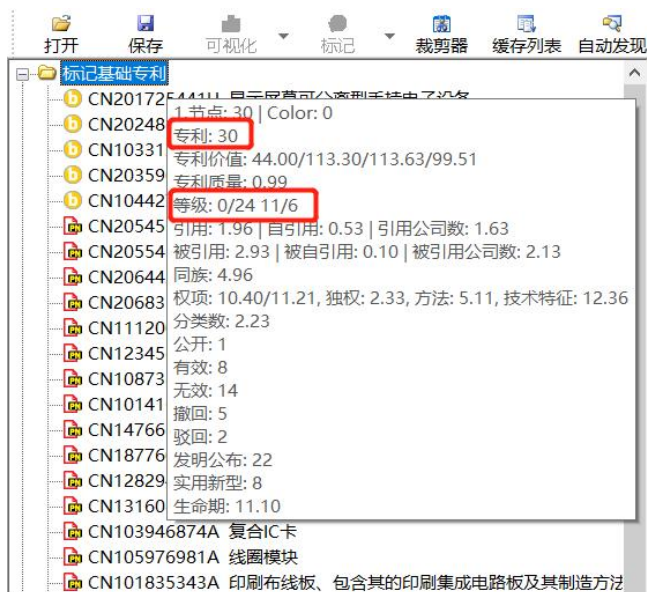 打开 保存 可视化 标记 裁剪器 缓存列表 自动发现
标记基础专利
CN201725441U 显示屏幕可分离型手持电子设备
1.节点: 30 | Color: 0
CN20248
专利: 30
CN10331
专利价值: 44.00/113.30/113.63/99.51
CN20359
专利质量: 0.99
CN10442
等级: 0/24 11/6
CN20545
引用: 1.96 | 自引用: 0.53 | 引用公司数: 1.63
CN20554
被引用: 2.93 | 被自引用: 0.10 | 被引用公司数: 2.13
CN20644
同族: 4.96
CN20683
权项: 10.40/11.21, 独权: 2.33, 方法: 5.11, 技术特征: 12.36
CN11120
分类数: 2.23
CN12345
公开: 1
有效: 8
CN10873
无效: 14
CN10141
撤回: 5
CN14766
驳回: 2
CN18776
发明公布: 22
CN12829
实用新型: 8
CN13160
生命期: 11.10
CN103946874A 复合IC卡
CN105976981A 线圈模块
CN101835343A 印刷布线板、包含其的印刷集成电路板及其制造方法